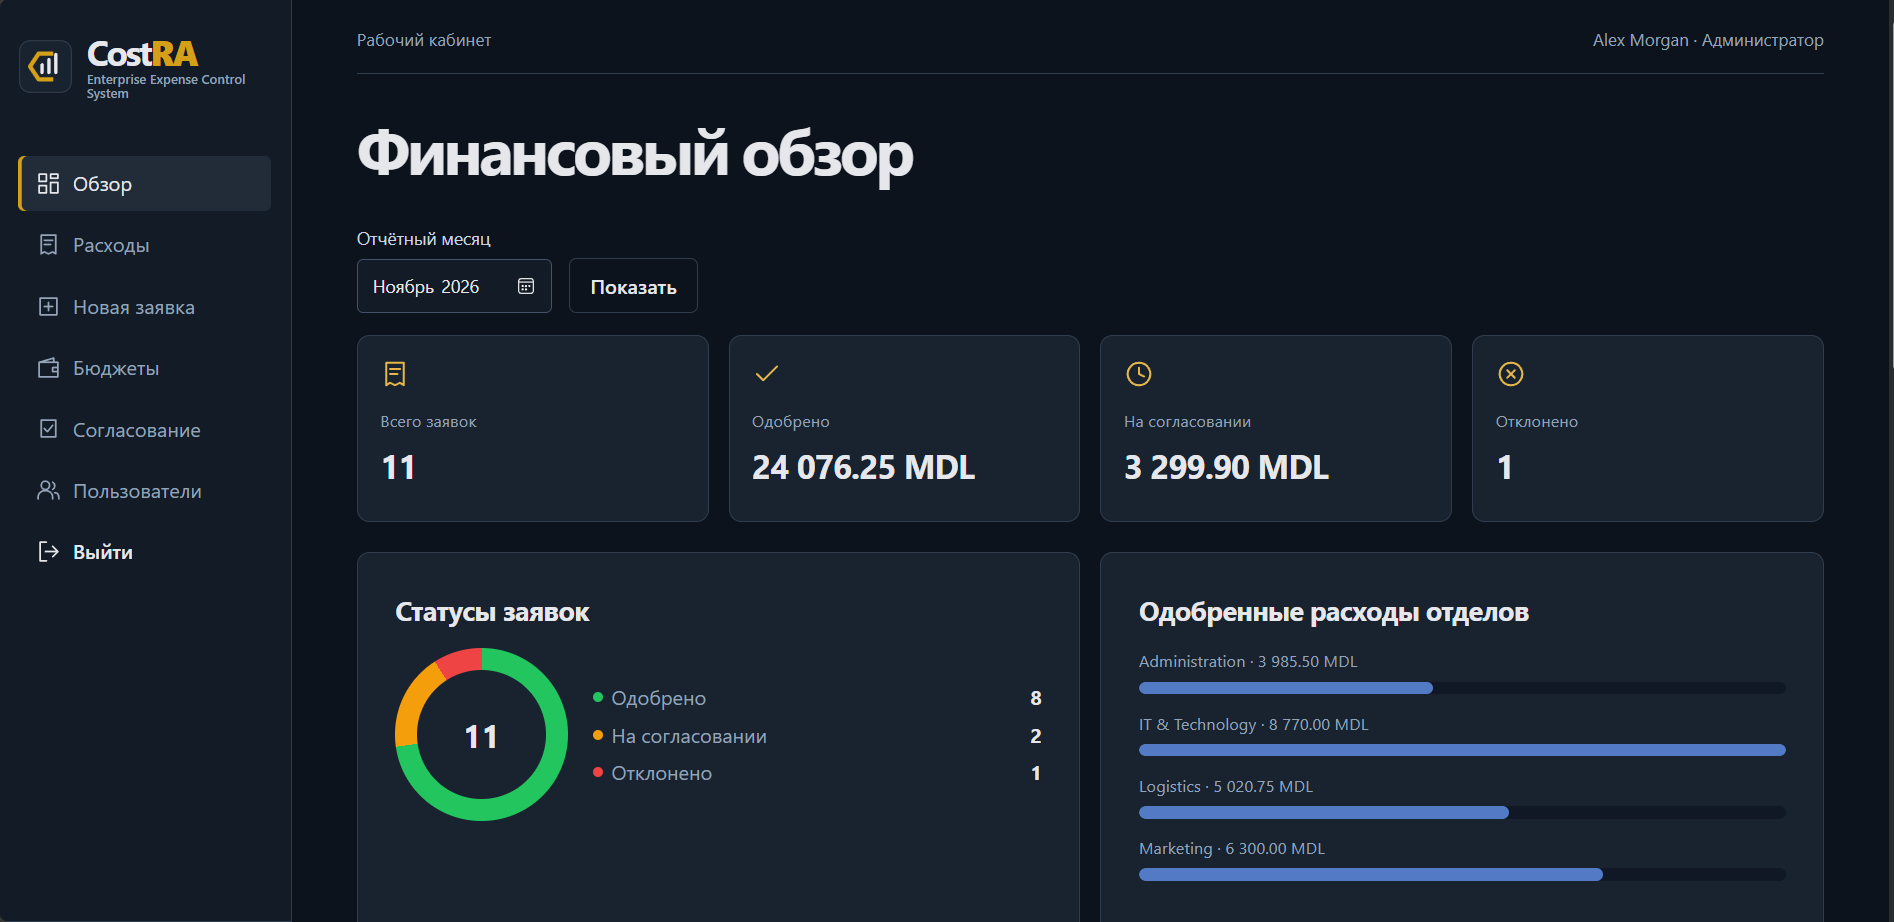 CostRA
Enterprise Expense Control
System
Обзор
Расходы
Новая заявка
Бюджеты
Согласование
Пользователи
Выйти
Рабочий кабинет
Alex Morgan · Администратор
Финансовый обзор
Отчётный месяц
Ноябрь 2026
Показать
Всего заявок
11
Одобрено
24 076.25 MDL
На согласовании
3 299.90 MDL
Отклонено
1
Статусы заявок
11
Одобрено 8
На согласовании 2
Отклонено 1
Одобренные расходы отделов
Administration · 3 985.50 MDL
IT & Technology · 8 770.00 MDL
Logistics · 5 020.75 MDL
Marketing · 6 300.00 MDL